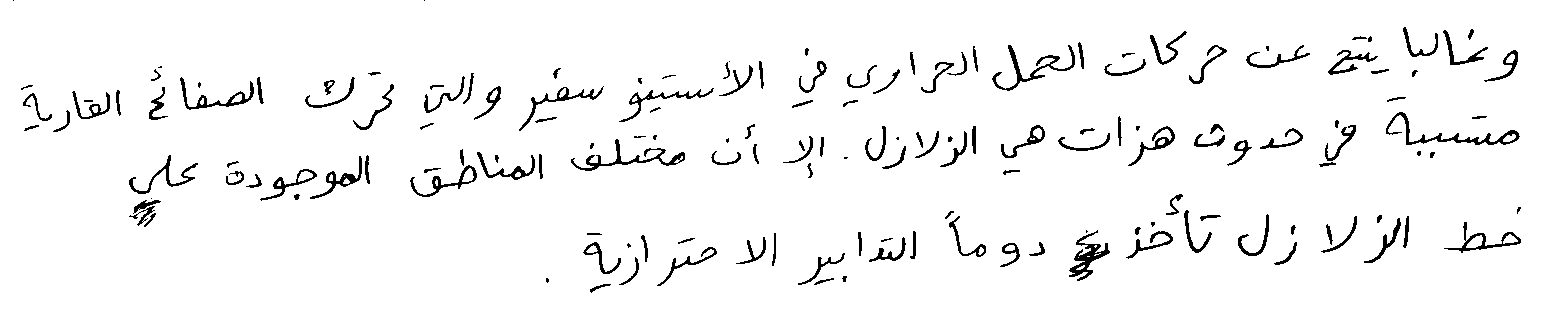 وغالبا ينتج عن حركات الحمل الحراري في الأستينو سفير والتي تحرك الصفائح القارية
متسببة في حدوث هزات هي الزلازل. إلا أن مختلف المناطق الموجودة على
خط الزلازل تأخذ دوماً التدابير الاحترازية .